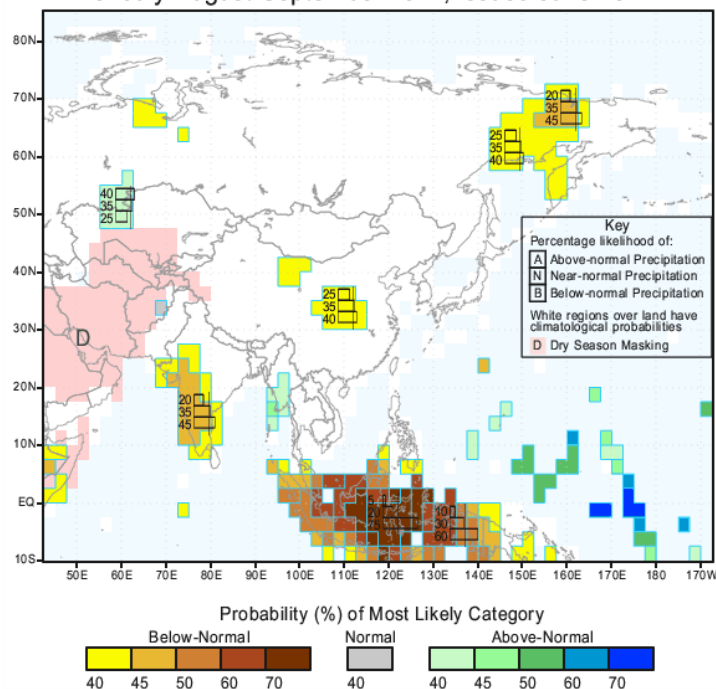 80N
70N
60N
50N
40N
30N
20N
10N
EQ
10S
50E 60E 70E 80E 90E 100E 110E 120E 130E 140E 150E 160E 170E 180 170W
20
35
45
25
35
40
40
35
25
25
35
40
20
35
45
5
20
75
10
30
60
D
Key
Percentage likelihood of:
A Above-normal Precipitation
N Near-normal Precipitation
B Below-normal Precipitation
White regions over land have
climatological probabilities
D Dry Season Masking
Probability (%) of Most Likely Category
Below-Normal Normal Above-Normal
40 45 50 60 70 40 40 45 50 60 70